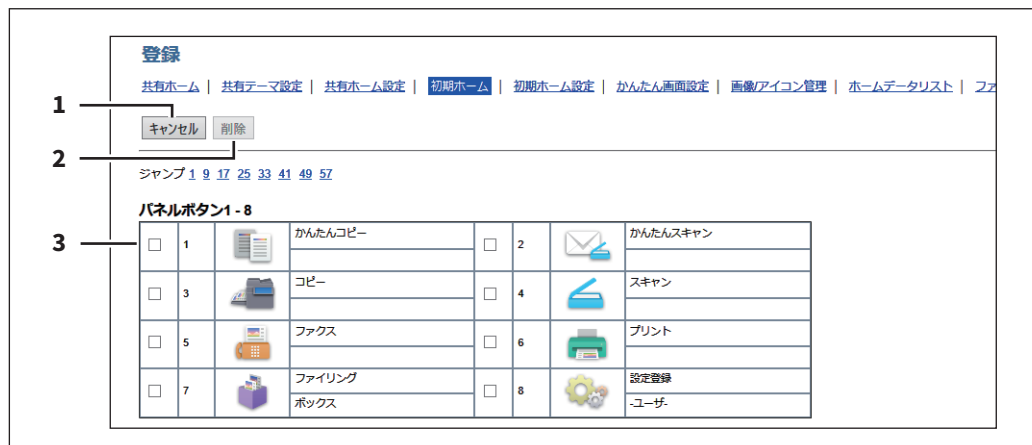 登録
共有ホーム | 共有テーマ設定 | 共有ホーム設定 | 初期ホーム | 初期ホーム設定 | かんたん画面設定 | 画像/アイコン管理 | ホームデータリスト | ファ
1
キャンセル 削除
2
ジャンプ 1 9 17 25 33 41 49 57
パネルボタン1 - 8
3
1 かんたんコピー 2 かんたんスキャン
3 コピー 4 スキャン
5 ファクス 6 プリント
7 ファイリング 8 設定登録
ボックス -ユーザ-